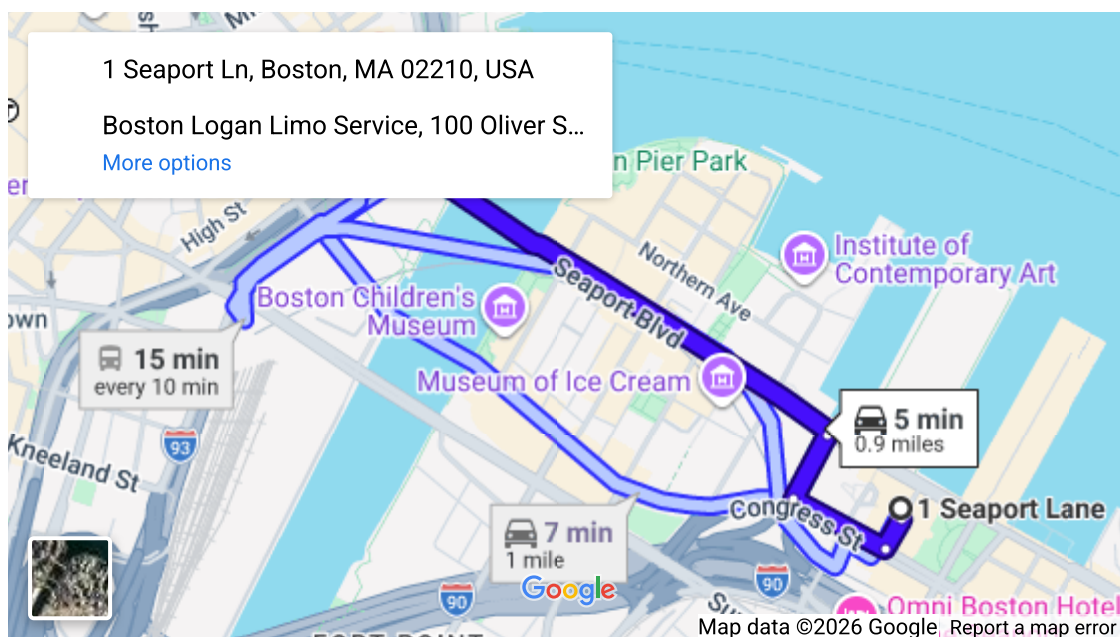 1 Seaport Ln, Boston, MA 02210, USA
Boston Logan Limo Service, 100 Oliver S...
More options
n Pier Park
High St
Northern Ave
Institute of
Contemporary Art
Boston Children's
Museum
Seaport Blvd
own
15 min
every 10 min
Museum of Ice Cream
5 min
0.9 miles
93
Kneeland St
Congress St
1 Seaport Lane
7 min
1 mile
Google
90
90
Omni Boston Hotel
FORT POINT
Map data ©2026 Google
Report a map error